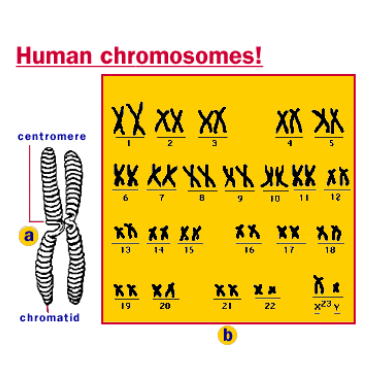 Human chromosomes!
centromere
a
chromatid
1 2 3 4 5
6 7 8 9 10 11 12
13 14 15 16 17 18
19 20 21 22 X 23 Y
b